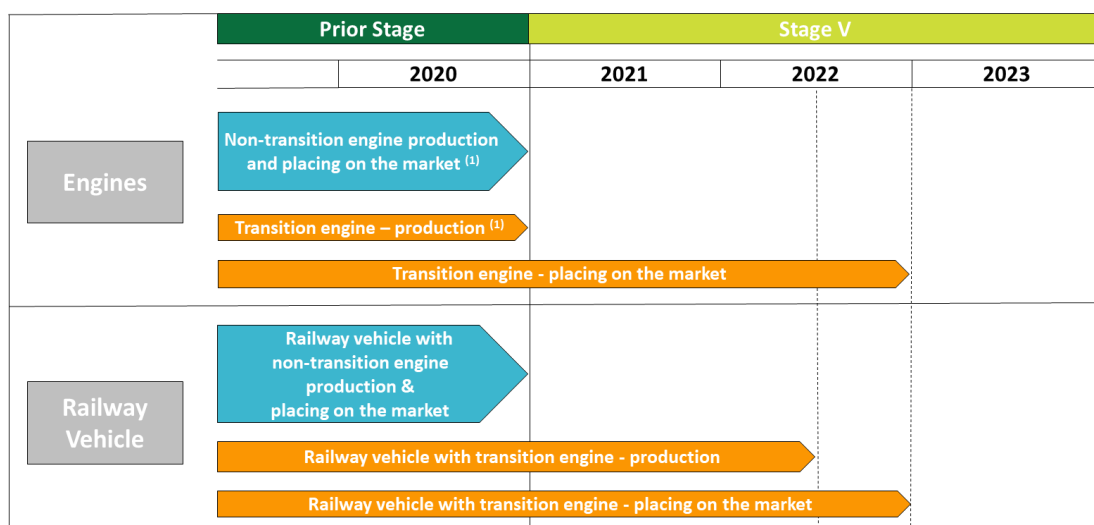 Prior Stage
Stage V
2020
2021
2022
2023
Engines
Non-transition engine production
and placing on the market (1)
Transition engine – production (1)
Transition engine - placing on the market
Railway
Vehicle
Railway vehicle with
non-transition engine
production &
placing on the market
Railway vehicle with transition engine - production
Railway vehicle with transition engine - placing on the market